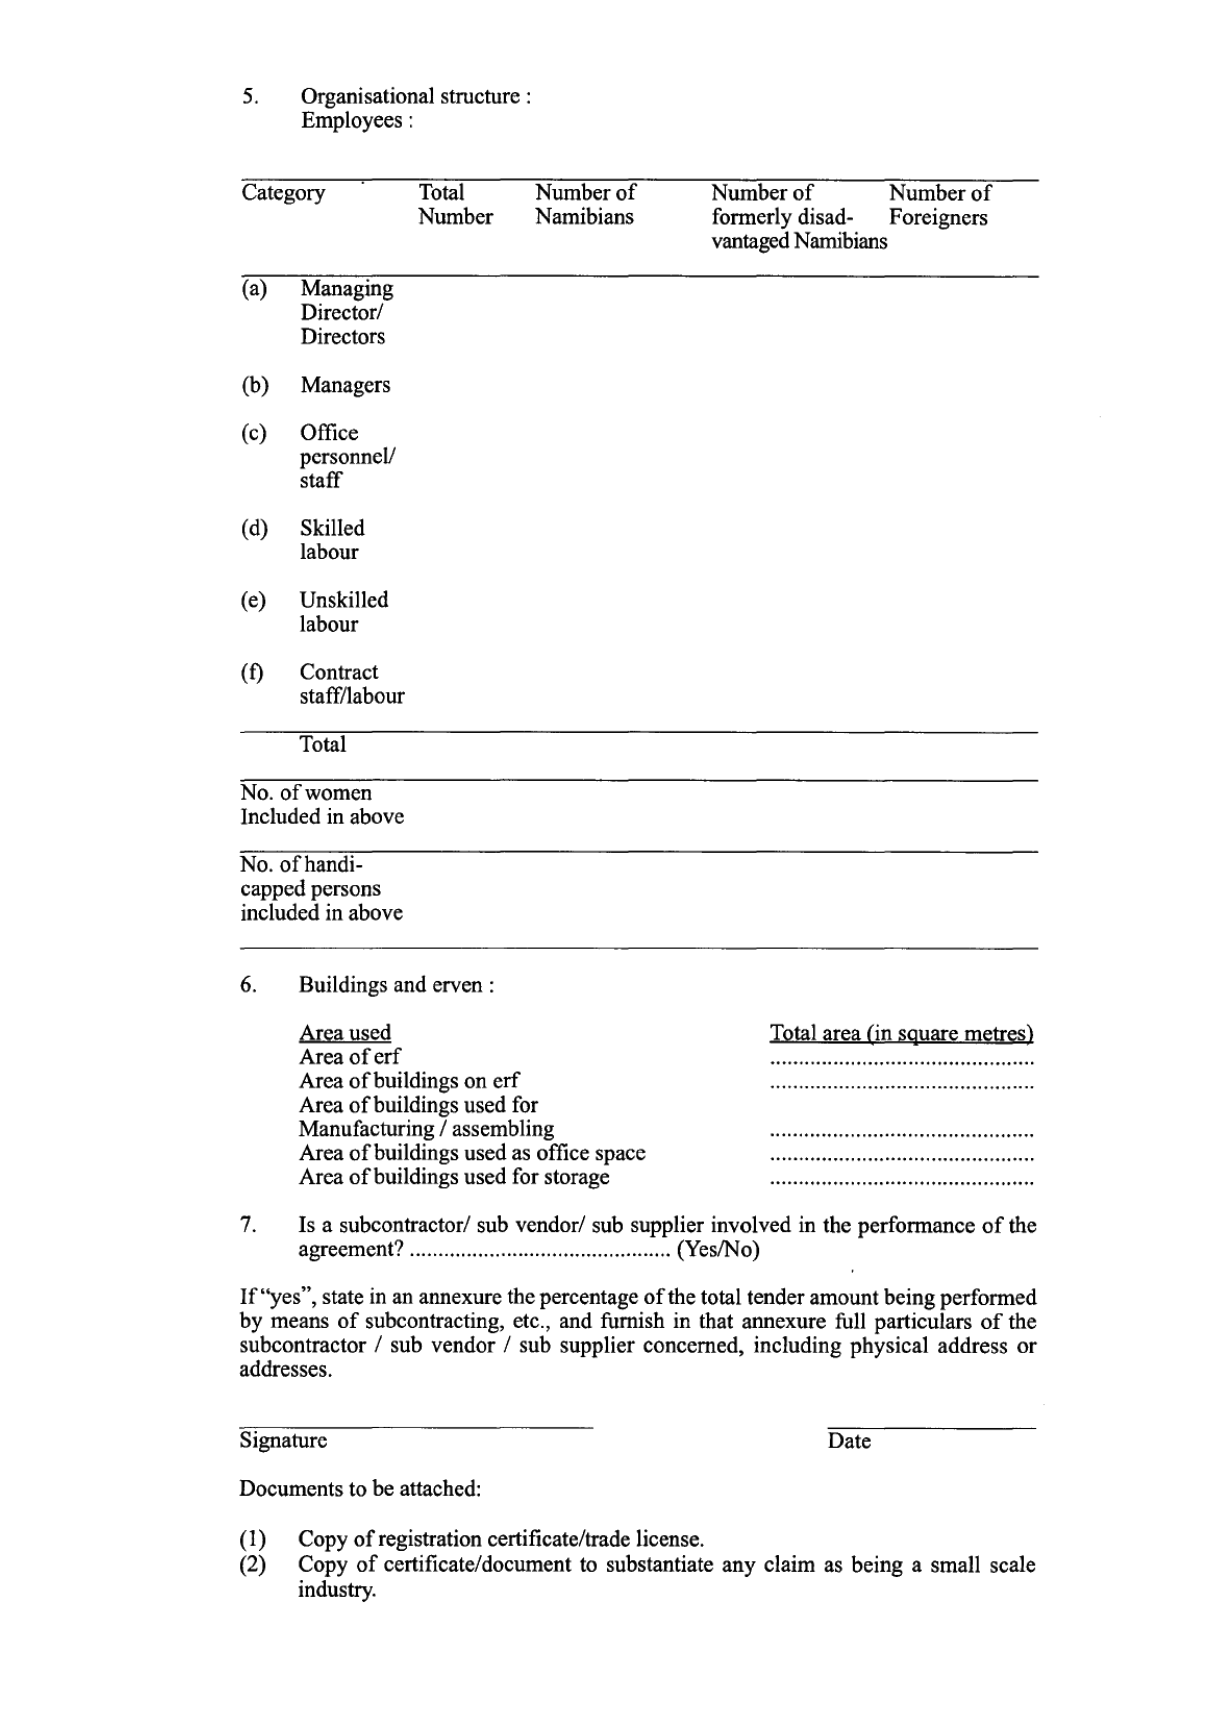 5. Organisational structure :
Employees :
Category Total Number of Number of Number of
Number Namibians formerly disad- Foreigners
vantaged Namibians
(a) Managing
Director/
Directors
(b) Managers
(c) Office
personnel/
staff
(d) Skilled
labour
(e) Unskilled
labour
(f) Contract
staff/labour
Total
No. of women
Included in above
No. of handi-
capped persons
included in above
6. Buildings and erven :
Area used Total area (in square metres)
Area of erf ..............................................
Area of buildings on erf ..............................................
Area of buildings used for
Manufacturing / assembling ..............................................
Area of buildings used as office space ..............................................
Area of buildings used for storage ..............................................
7. Is a subcontractor/ sub vendor/ sub supplier involved in the performance of the
agreement? .............................................. (Yes/No)
If “yes”, state in an annexure the percentage of the total tender amount being performed
by means of subcontracting, etc., and furnish in that annexure full particulars of the
subcontractor / sub vendor / sub supplier concerned, including physical address or
addresses.
Signature Date
Documents to be attached:
(1) Copy of registration certificate/trade license.
(2) Copy of certificate/document to substantiate any claim as being a small scale
industry.